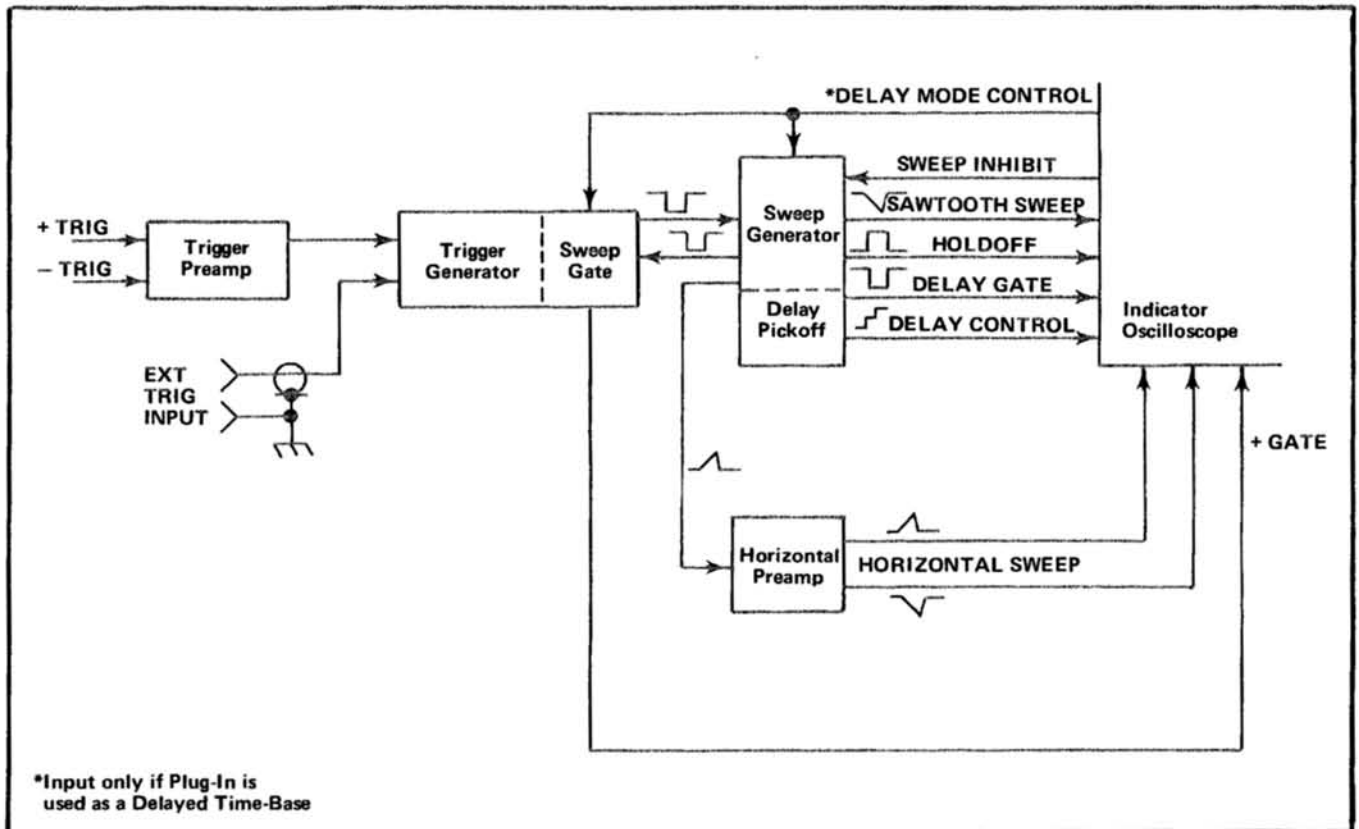 *DELAY MODE CONTROL
SWEEP INHIBIT
SAWTOOTH SWEEP
HOLDOFF
DELAY GATE
DELAY CONTROL
+ TRIG
- TRIG
Trigger
Preamp
Trigger
Generator
Sweep
Gate
Sweep
Generator
Delay
Pickoff
Indicator
Oscilloscope
EXT
TRIG
INPUT
+ GATE
Horizontal
Preamp
HORIZONTAL SWEEP
*Input only if Plug-In is
used as a Delayed Time-Base